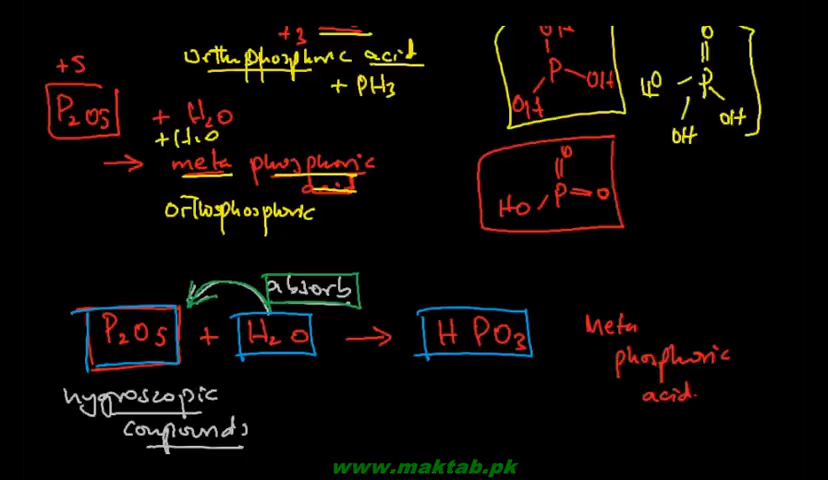 +3
orthophosphoric acid
+ PH3
+5
P2O5 + H2O
+ H2O
→ meta phosphoric
acid
orthophosphoric
P OH
OH
O
HO P
OH OH
O
HO P = O
absorb
P2O5 + H2O → HPO3
Meta
phosphoric
acid.
hygroscopic
compounds
www.maktab.pk